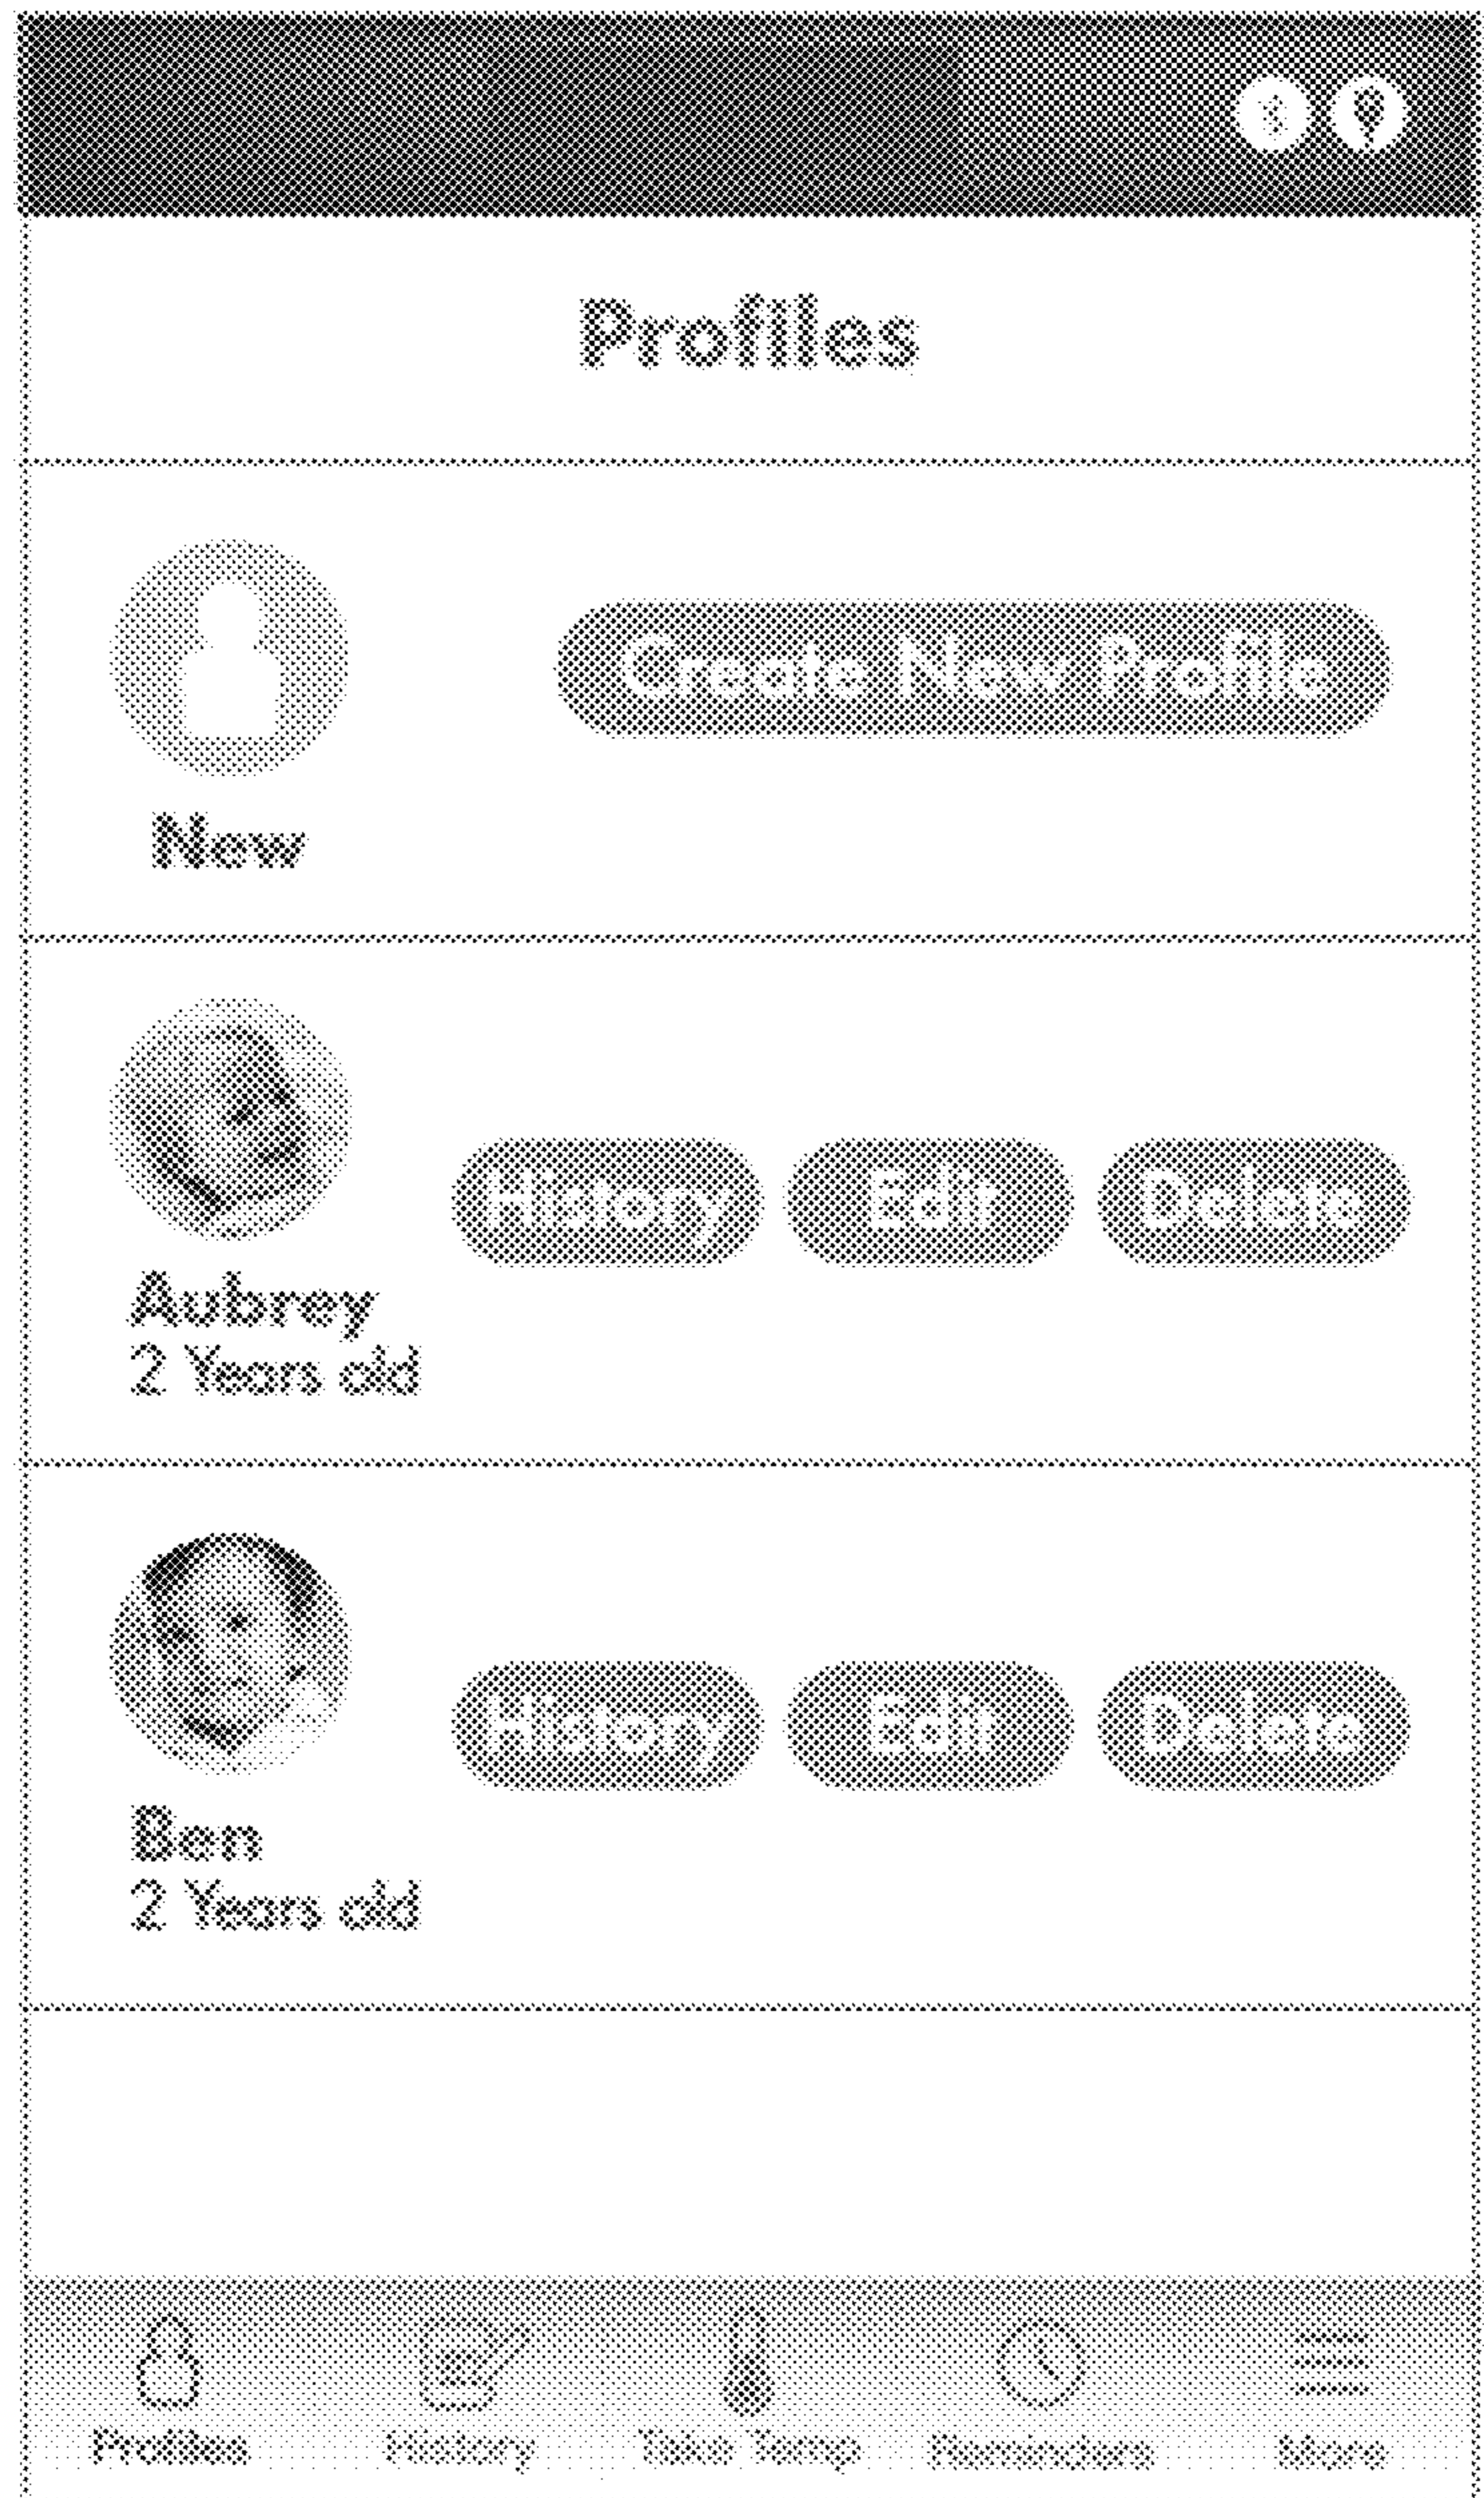 Profiles
Create New Profile
New
History Edit Delete
Aubrey
2 Years old
History Edit Delete
Ben
2 Years old
Profiles History Take Temp Reminders More